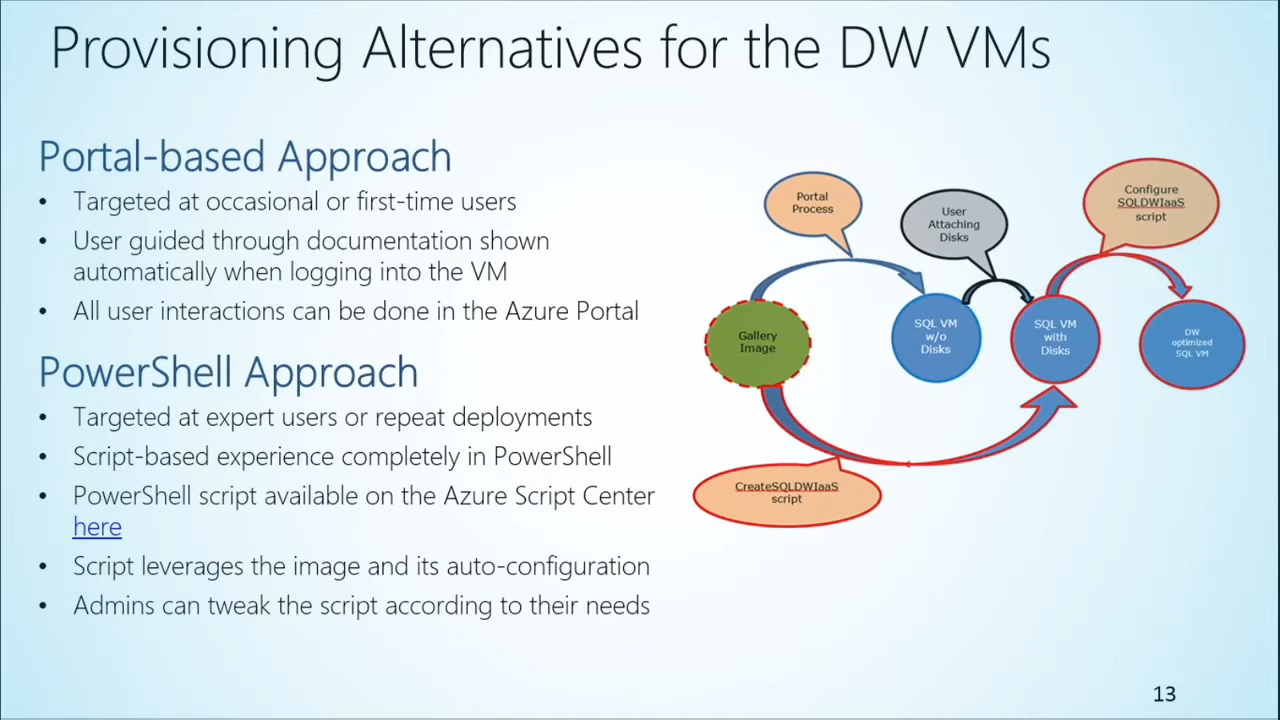 Provisioning Alternatives for the DW VMs
Portal-based Approach
• Targeted at occasional or first-time users
• User guided through documentation shown
automatically when logging into the VM
• All user interactions can be done in the Azure Portal
PowerShell Approach
• Targeted at expert users or repeat deployments
• Script-based experience completely in PowerShell
• PowerShell script available on the Azure Script Center
here
• Script leverages the image and its auto-configuration
• Admins can tweak the script according to their needs
Portal
Process
User
Attaching
Disks
Configure
SQLDWIaaS
script
Gallery
Image
SQL VM
w/o
Disks
SQL VM
with
Disks
DW
optimized
SQL VM
CreateSQLDWIaaS
script
13